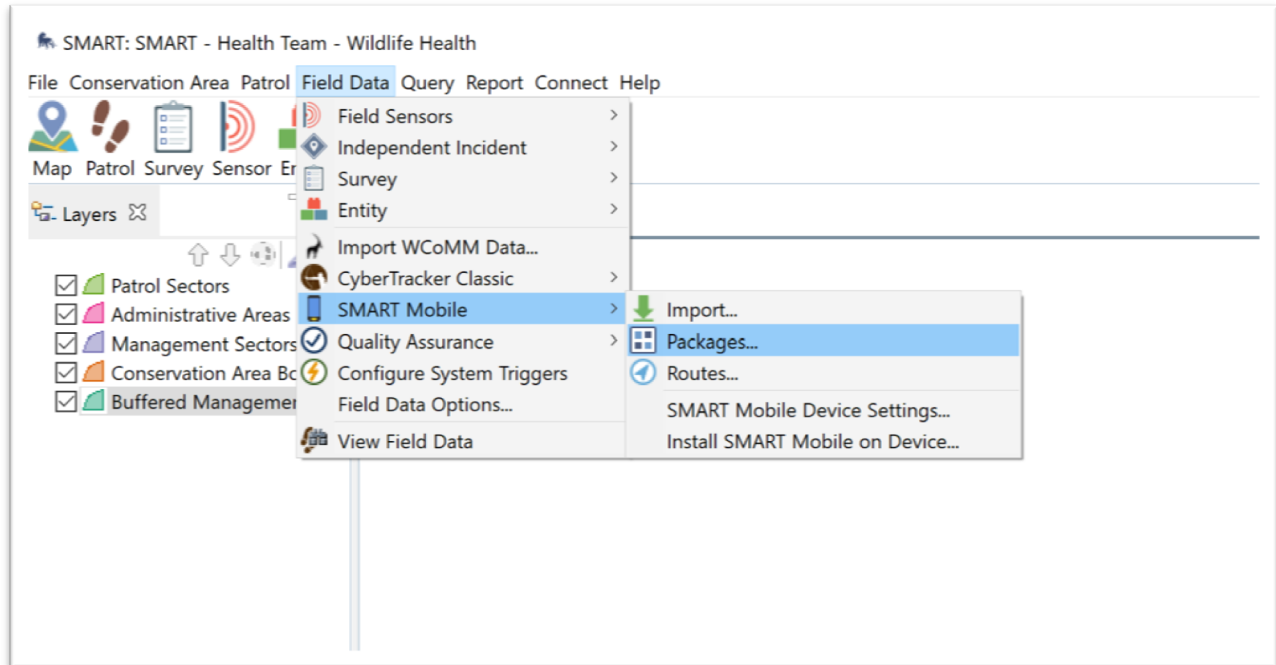 SMART: SMART - Health Team - Wildlife Health
File Conservation Area Patrol Field Data Query Report Connect Help
Map Patrol Survey Sensor
Layers
Patrol Sectors
Administrative Areas
Management Sectors
Conservation Area
Buffered
Field Sensors
Independent Incident
Survey
Entity
Import WCoMM Data...
CyberTracker Classic
SMART Mobile
Quality Assurance
Configure System Triggers
Field Data Options...
View Field Data
Import...
Packages...
Routes...
SMART Mobile Device Settings...
Install SMART Mobile on Device...